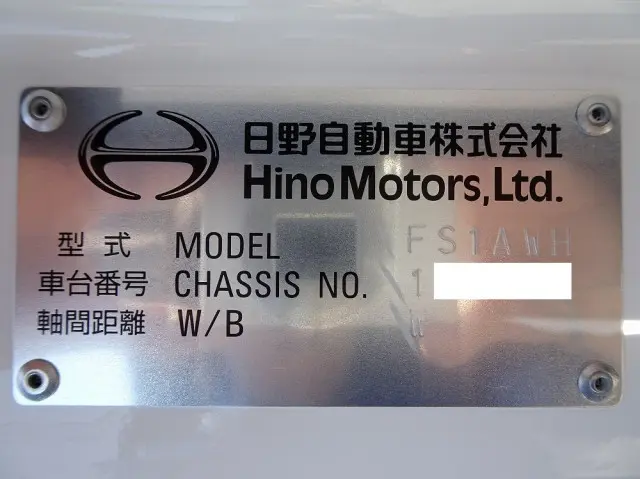 日野自動車株式会社
Hino Motors, Ltd.
型式 MODEL FS1AWH
車台番号 CHASSIS NO. 1
軸間距離 W/B W